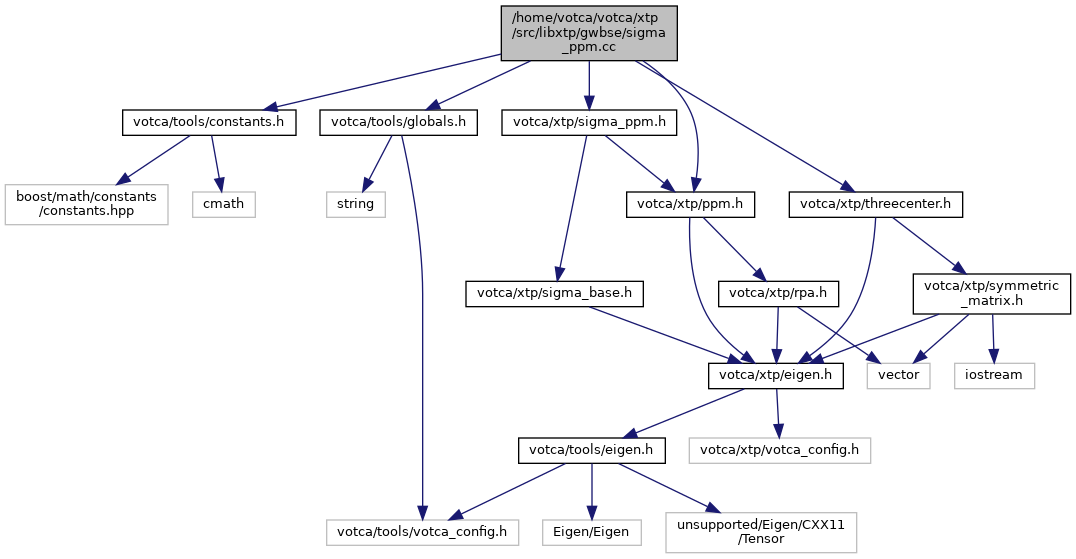 /home/votca/votca/xtp
/src/libxtp/gwbse/sigma
_ppm.cc
votca/tools/constants.h
votca/tools/globals.h
votca/xtp/sigma_ppm.h
boost/math/constants
/constants.hpp
cmath
string
votca/xtp/ppm.h
votca/xtp/threecenter.h
votca/xtp/sigma_base.h
votca/xtp/rpa.h
votca/xtp/symmetric
_matrix.h
votca/xtp/eigen.h
vector
iostream
votca/tools/eigen.h
votca/xtp/votca_config.h
votca/tools/votca_config.h
Eigen/Eigen
unsupported/Eigen/CXX11
/Tensor